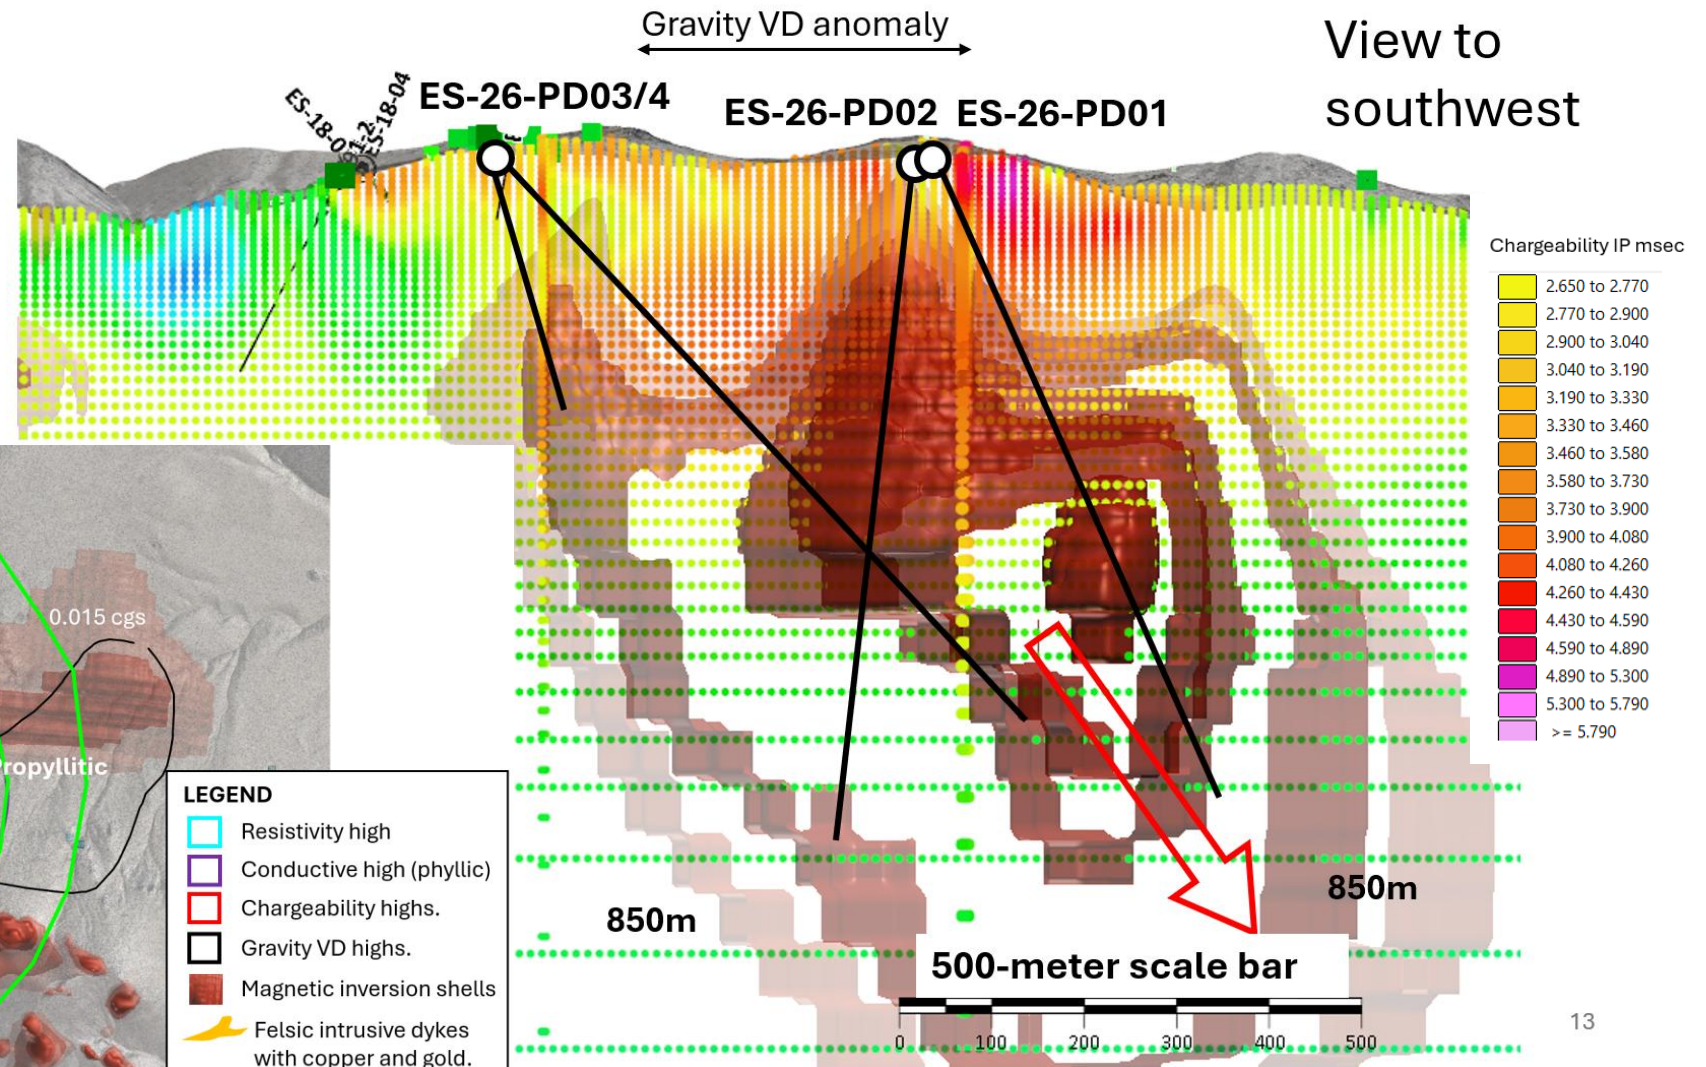 Gravity VD anomaly
View to
southwest
ES-26-PD03/4
ES-26-PD02
ES-26-PD01
ES-18-0
ES-18-04
Chargeability IP msec
2.650 to 2.770
2.770 to 2.900
2.900 to 3.040
3.040 to 3.190
3.190 to 3.330
3.330 to 3.460
3.460 to 3.580
3.580 to 3.730
3.730 to 3.900
3.900 to 4.080
4.080 to 4.260
4.260 to 4.430
4.430 to 4.590
4.590 to 4.890
4.890 to 5.300
5.300 to 5.790
>= 5.790
0.015 cgs
ropyllitic
LEGEND
Resistivity high
Conductive high (phyllic)
Chargeability highs.
Gravity VD highs.
Magnetic inversion shells
Felsic intrusive dykes
with copper and gold.
850m
850m
500-meter scale bar
0 100 200 300 400 500
13